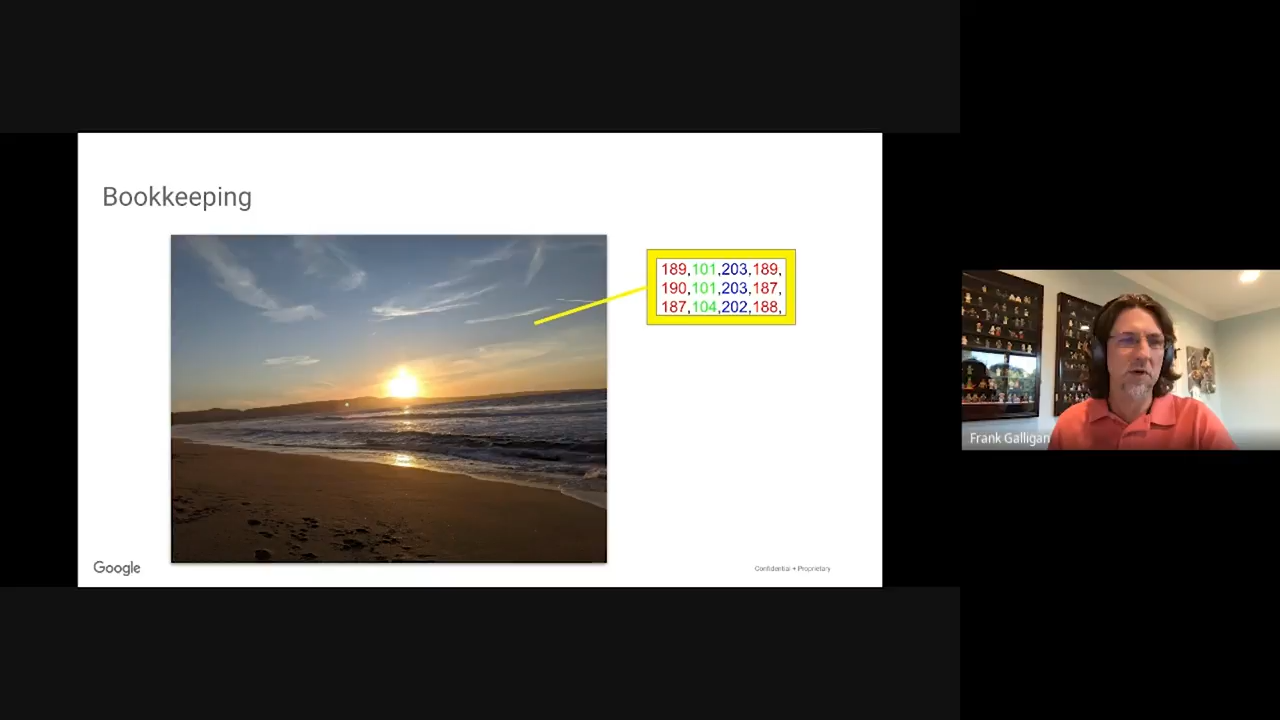 Bookkeeping
189,101,203,189,
190,101,203,187,
187,104,202,188,
Frank Galligan
Google
Confidential + Proprietary